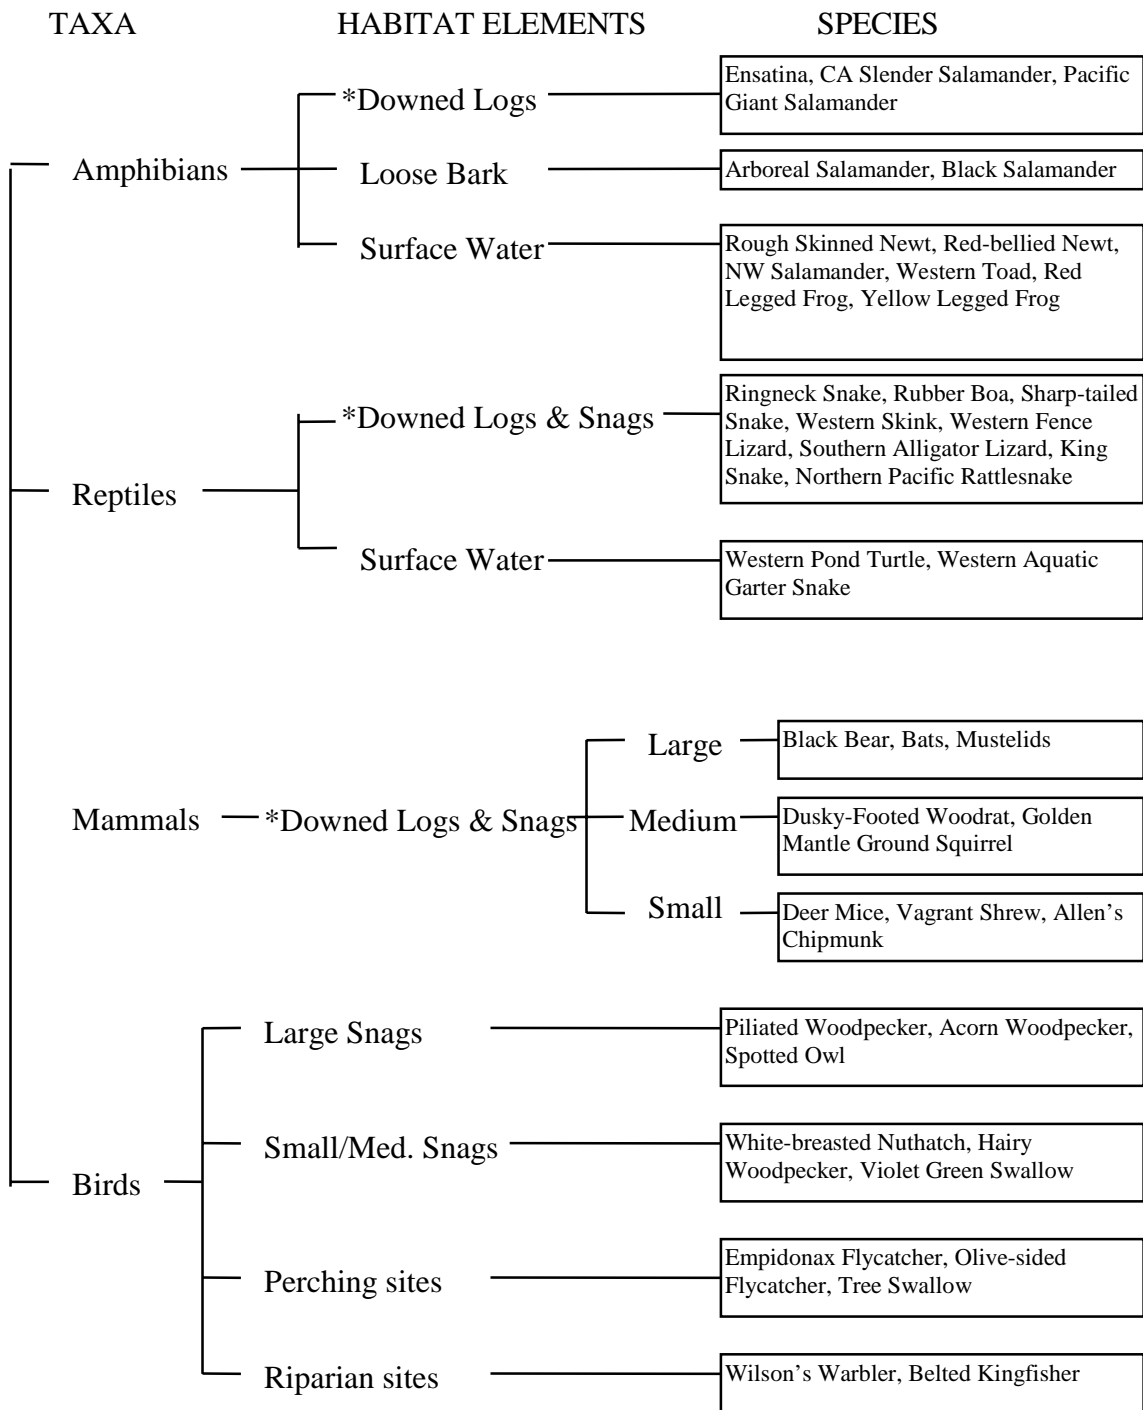 TAXA HABITAT ELEMENTS SPECIES
*Downed Logs
Ensatina, CA Slender Salamander, Pacific
Giant Salamander
Amphibians
Loose Bark
Arboreal Salamander, Black Salamander
Surface Water
Rough Skinned Newt, Red-bellied Newt,
NW Salamander, Western Toad, Red
Legged Frog, Yellow Legged Frog
*Downed Logs & Snags
Ringneck Snake, Rubber Boa, Sharp-tailed
Snake, Western Skink, Western Fence
Lizard, Southern Alligator Lizard, King
Snake, Northern Pacific Rattlesnake
Reptiles
Surface Water
Western Pond Turtle, Western Aquatic
Garter Snake
Large
Black Bear, Bats, Mustelids
Mammals
*Downed Logs & Snags
Medium
Dusky-Footed Woodrat, Golden
Mantle Ground Squirrel
Small
Deer Mice, Vagrant Shrew, Allen's
Chipmunk
Large Snags
Piliated Woodpecker, Acorn Woodpecker,
Spotted Owl
Small/Med. Snags
White-breasted Nuthatch, Hairy
Woodpecker, Violet Green Swallow
Birds
Perching sites
Empidonax Flycatcher, Olive-sided
Flycatcher, Tree Swallow
Riparian sites
Wilson's Warbler, Belted Kingfisher